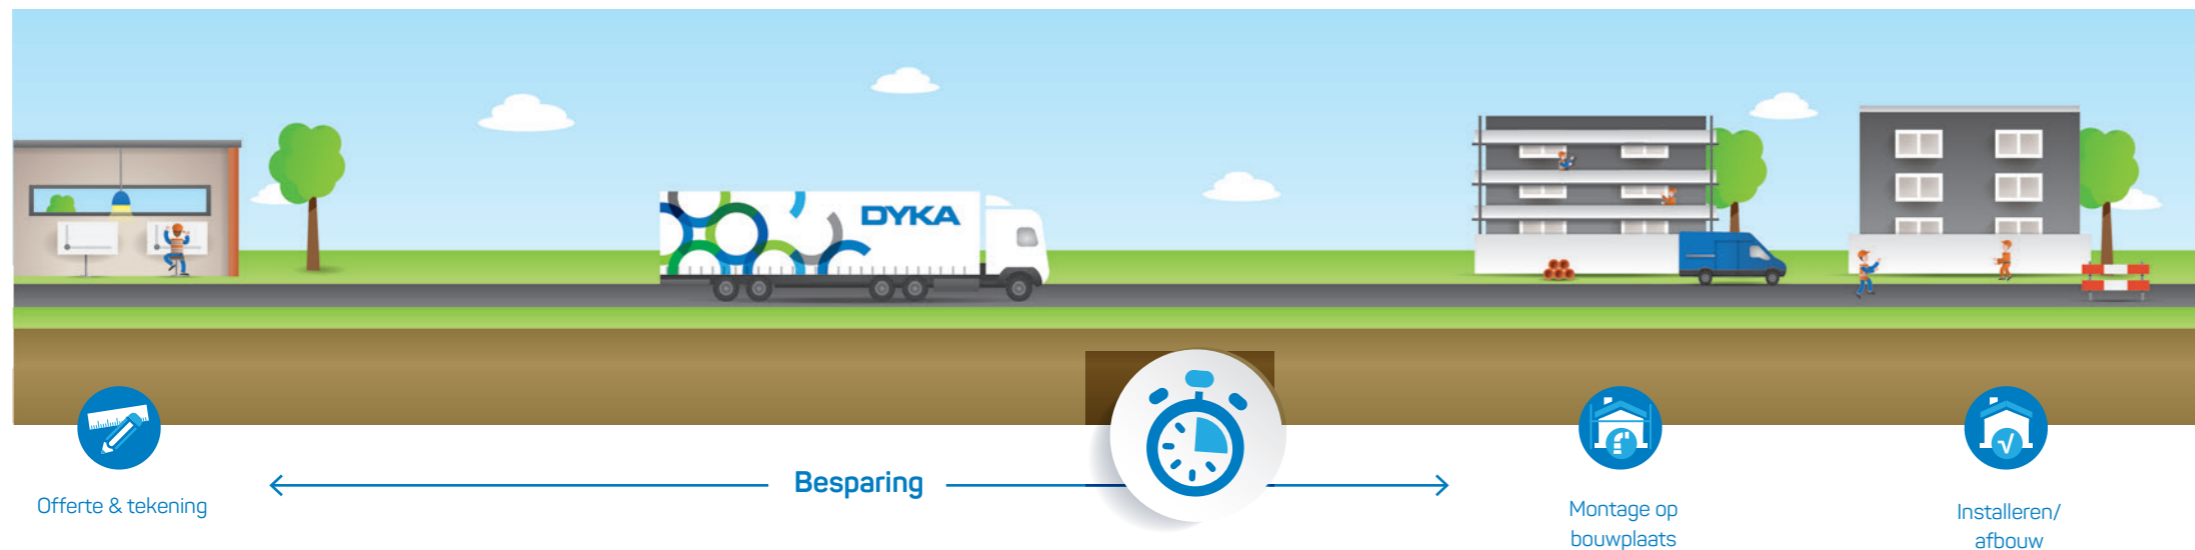 DYKA
Besparing
Offerte & tekening
Montage op
bouwplaats
Installeren/
afbouw